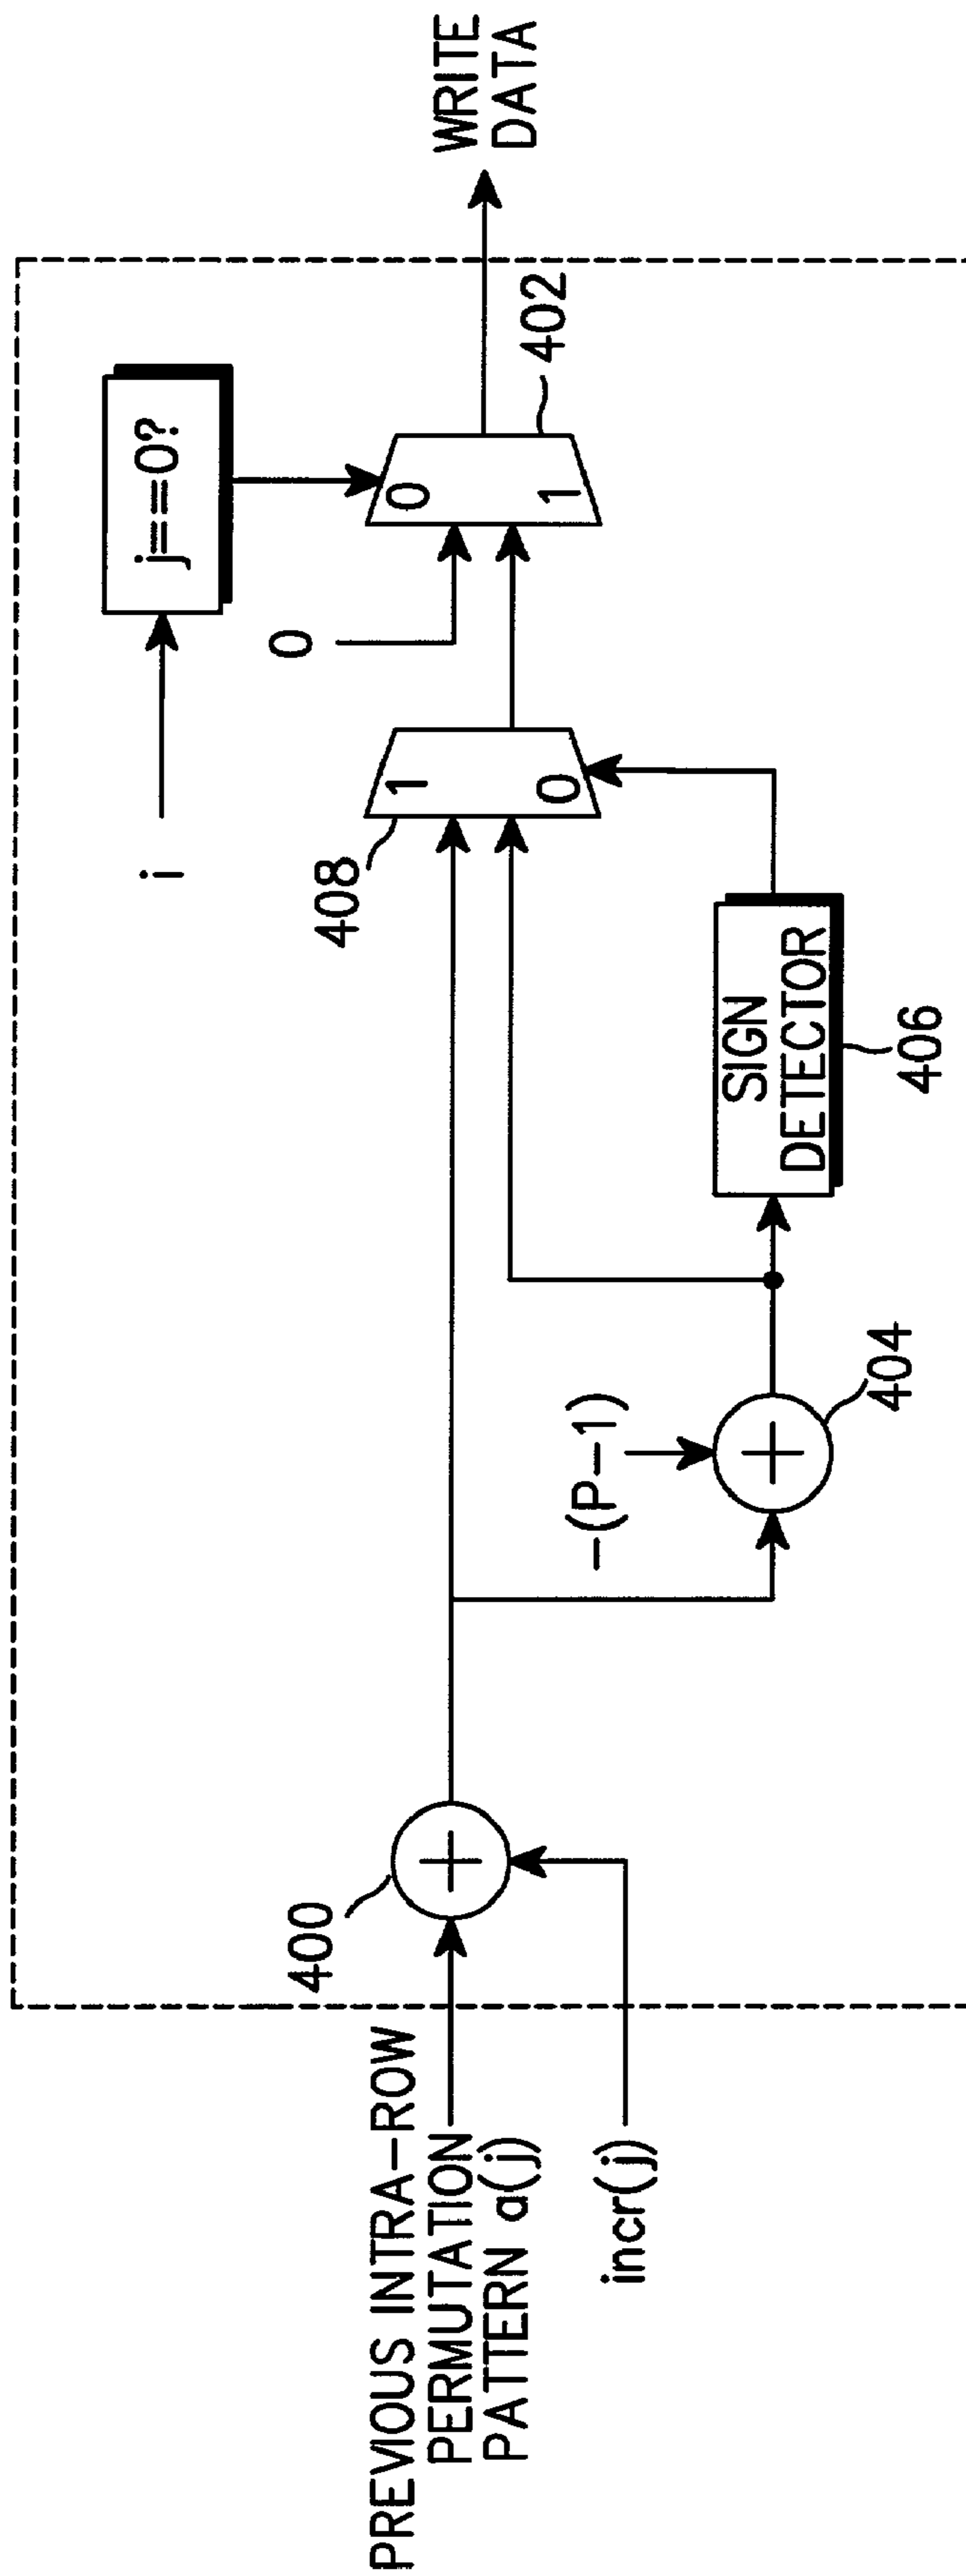 PREVIOUS INTRA-ROW
PERMUTATION
PATTERN a(j)
incr(j)
400
-(P-1)
404
SIGN
DETECTOR
406
408
1
0
i
j==0?
0
0
1
402
WRITE
DATA